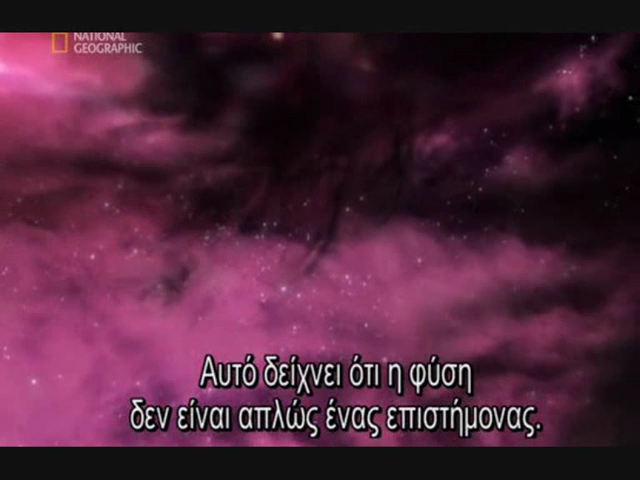 NATIONAL
GEOGRAPHIC
Αυτό δείχνει ότι η φύση
δεν είναι απλώς ένας επιστήμονας.